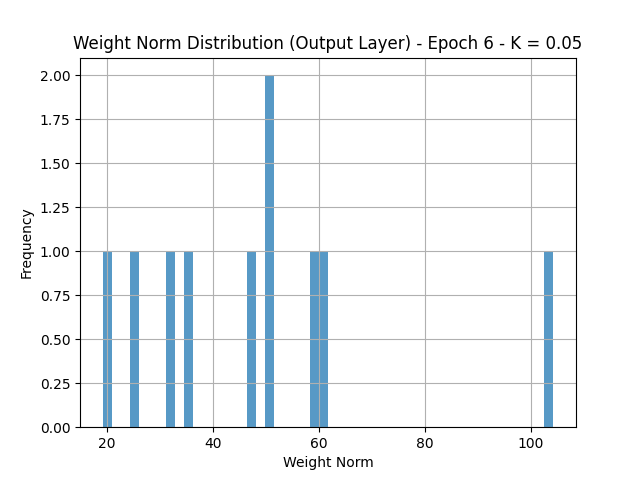 Weight Norm Distribution (Output Layer) - Epoch 6 - K = 0.05
2.00
1.75
1.50
1.25
1.00
0.75
0.50
0.25
0.00
Frequency
20 40 60 80 100
Weight Norm